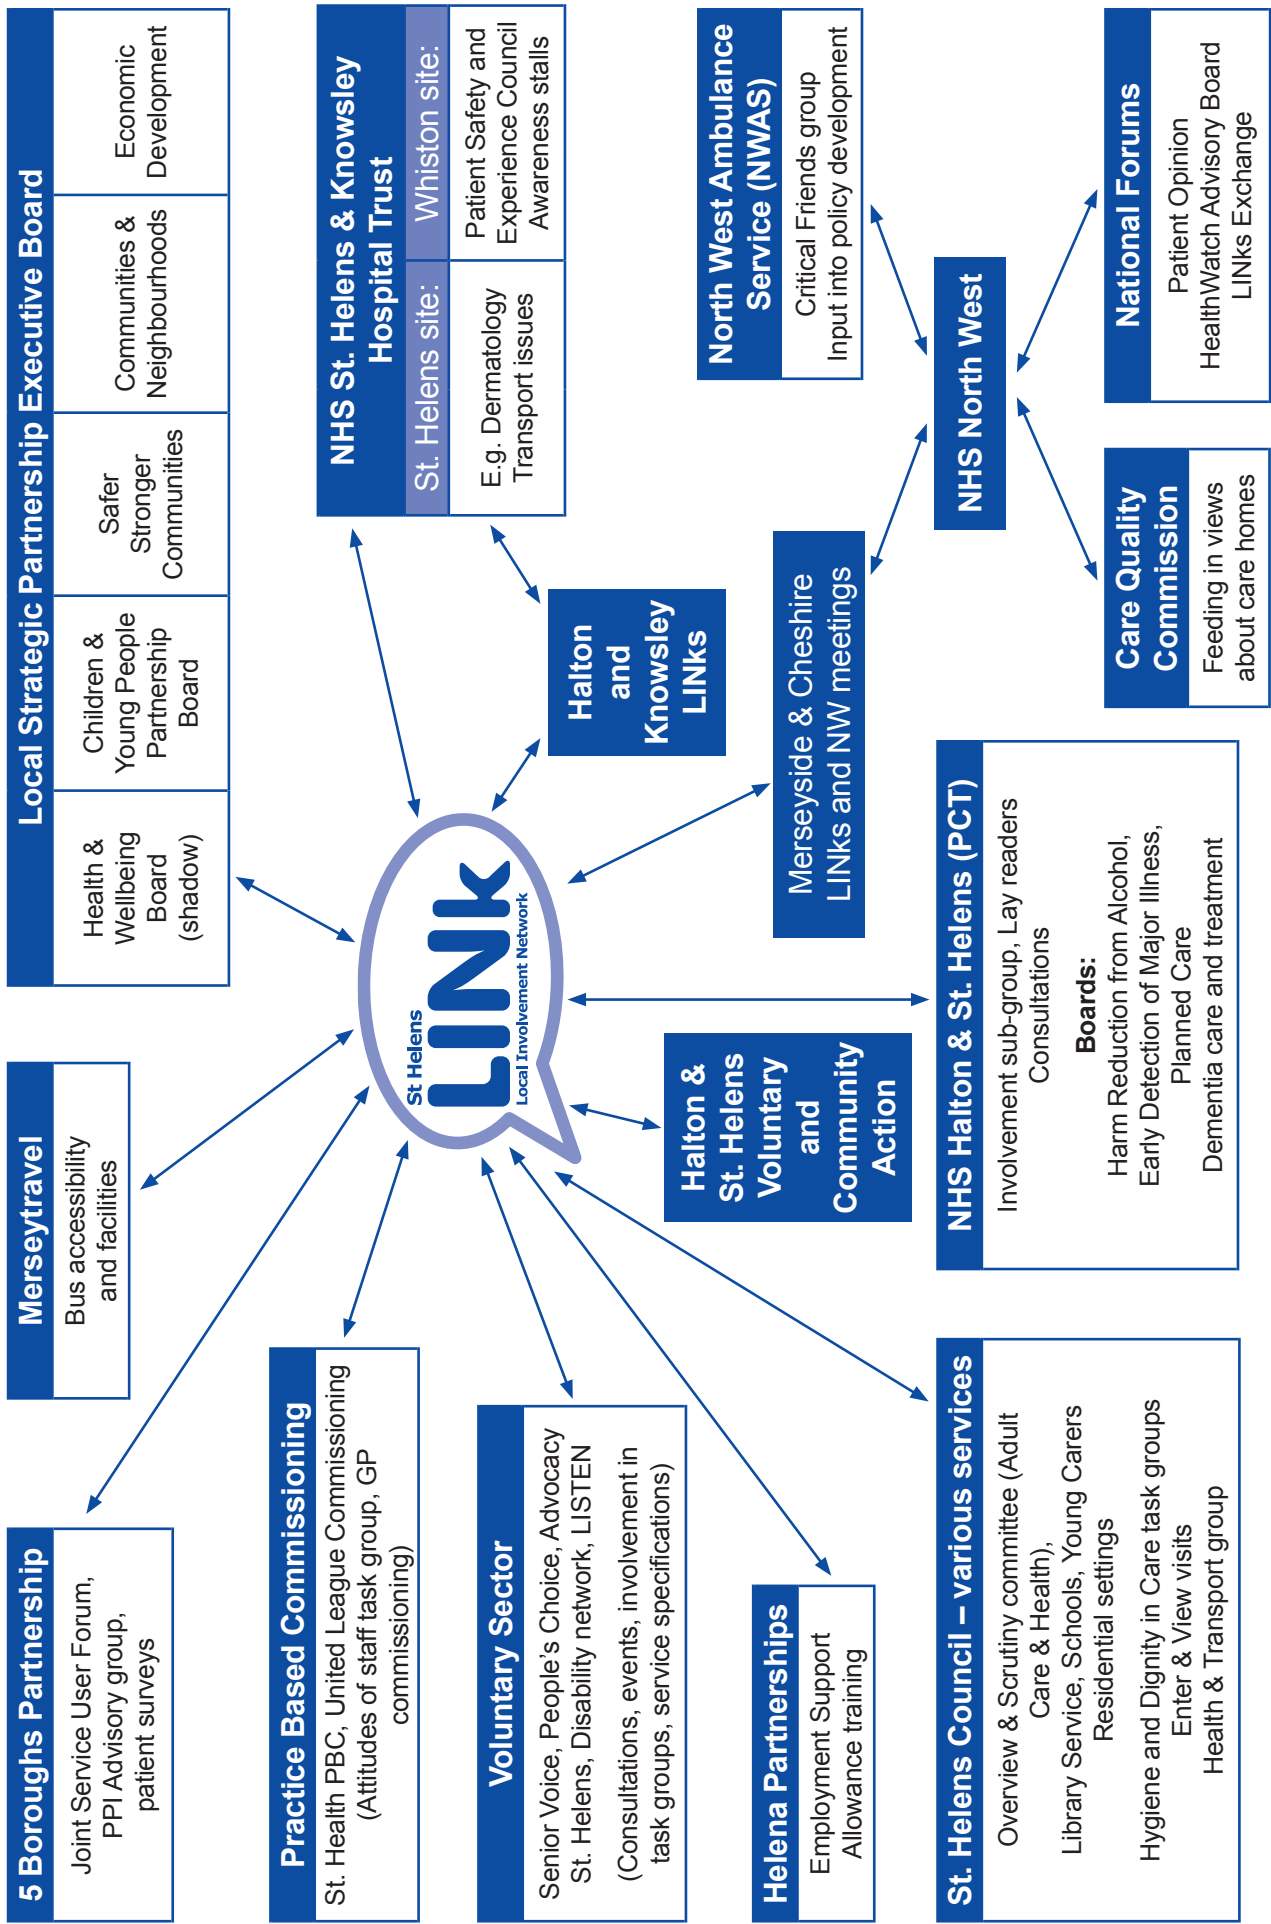 5 Boroughs Partnership
Joint Service User Forum,
PPI Advisory group,
patient surveys
Merseytravel
Bus accessibility
and facilities
Local Strategic Partnership Executive Board
Health &
Wellbeing
Board
(shadow)
Children &
Young People
Partnership
Board
Safer
Stronger
Communities
Communities &
Neighbourhoods
Economic
Development
Practice Based Commissioning
St. Health PBC, United League Commissioning
(Attitudes of staff task group, GP
commissioning)
NHS St. Helens & Knowsley
Hospital Trust
St. Helens site:
Whiston site:
E.g. Dermatology
Transport issues
Patient Safety and
Experience Council
Awareness stalls
St Helens
LINk
Local Involvement Network
Voluntary Sector
Senior Voice, People's Choice, Advocacy
St. Helens, Disability network, LISTEN
(Consultations, events, involvement in
task groups, service specifications)
Halton
and
Knowsley
LINks
Halton &
St. Helens
Voluntary
and
Community
Action
Merseyside & Cheshire
LINks and NW meetings
North West Ambulance
Service (NWAS)
Critical Friends group
Input into policy development
Helena Partnerships
Employment Support
Allowance training
NHS North West
St. Helens Council – various services
Overview & Scrutiny committee (Adult
Care & Health),
Library Service, Schools, Young Carers
Residential settings
Hygiene and Dignity in Care task groups
Enter & View visits
Health & Transport group
NHS Halton & St. Helens (PCT)
Involvement sub-group, Lay readers
Consultations
Boards:
Harm Reduction from Alcohol,
Early Detection of Major Illness,
Planned Care
Dementia care and treatment
Care Quality
Commission
Feeding in views
about care homes
National Forums
Patient Opinion
HealthWatch Advisory Board
LINks Exchange